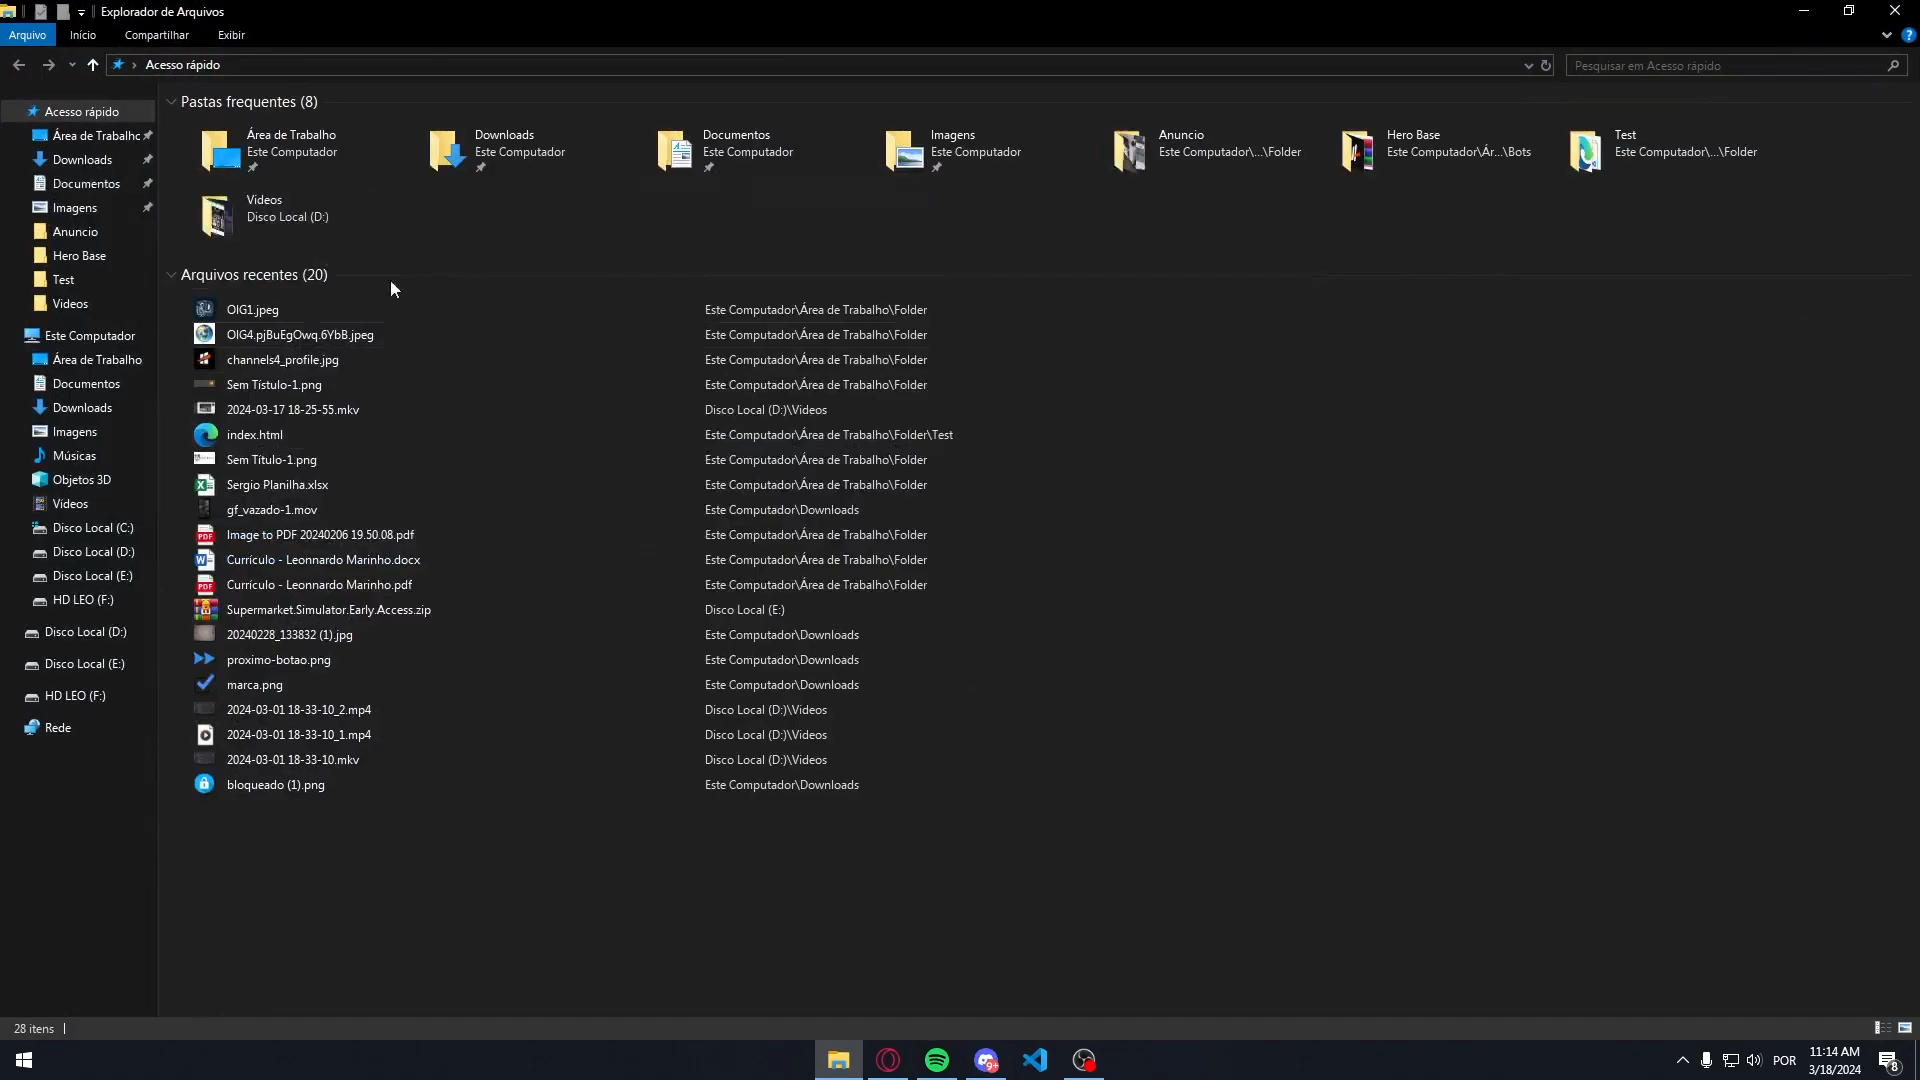 Explorador de Arquivos
Arquivo Início Compartilhar Exibir
Acesso rápido
Pesquisar em Acesso rápido
Acesso rápido
Área de Trabalhc
Downloads
Documentos
Imagens
Anuncio
Hero Base
Test
Videos
Este Computador
Área de Trabalho
Documentos
Downloads
Imagens
Músicas
Objetos 3D
Vídeos
Disco Local (C:)
Disco Local (D:)
Disco Local (E:)
HD LEO (F:)
Disco Local (D:)
Disco Local (E:)
HD LEO (F:)
Rede
Pastas frequentes (8)
Área de Trabalho
Este Computador
Downloads
Este Computador
Documentos
Este Computador
Imagens
Este Computador
Anuncio
Este Computador\...\Folder
Hero Base
Este Computador\Ár...\Bots
Test
Este Computador\...\Folder
Videos
Disco Local (D:)
Arquivos recentes (20)
OIG1.jpeg Este Computador\Área de Trabalho\Folder
OIG4.pjBuEgOwq.6YbB.jpeg Este Computador\Área de Trabalho\Folder
channels4_profile.jpg Este Computador\Área de Trabalho\Folder
Sem Tístulo-1.png Este Computador\Área de Trabalho\Folder
2024-03-17 18-25-55.mkv Disco Local (D:)\Videos
index.html Este Computador\Área de Trabalho\Folder\Test
Sem Título-1.png Este Computador\Área de Trabalho\Folder
Sergio Planilha.xlsx Este Computador\Área de Trabalho\Folder
gf_vazado-1.mov Este Computador\Downloads
Image to PDF 20240206 19.50.08.pdf Este Computador\Área de Trabalho\Folder
Currículo - Leonnardo Marinho.docx Este Computador\Área de Trabalho\Folder
Currículo - Leonnardo Marinho.pdf Este Computador\Área de Trabalho\Folder
Supermarket.Simulator.Early.Access.zip Disco Local (E:)
20240228_133832 (1).jpg Este Computador\Downloads
proximo-botao.png Este Computador\Downloads
marca.png Este Computador\Downloads
2024-03-01 18-33-10_2.mp4 Disco Local (D:)\Videos
2024-03-01 18-33-10_1.mp4 Disco Local (D:)\Videos
2024-03-01 18-33-10.mkv Disco Local (D:)\Videos
bloqueado (1).png Este Computador\Downloads
28 itens
9+
POR
11:14 AM
3/18/2024
8